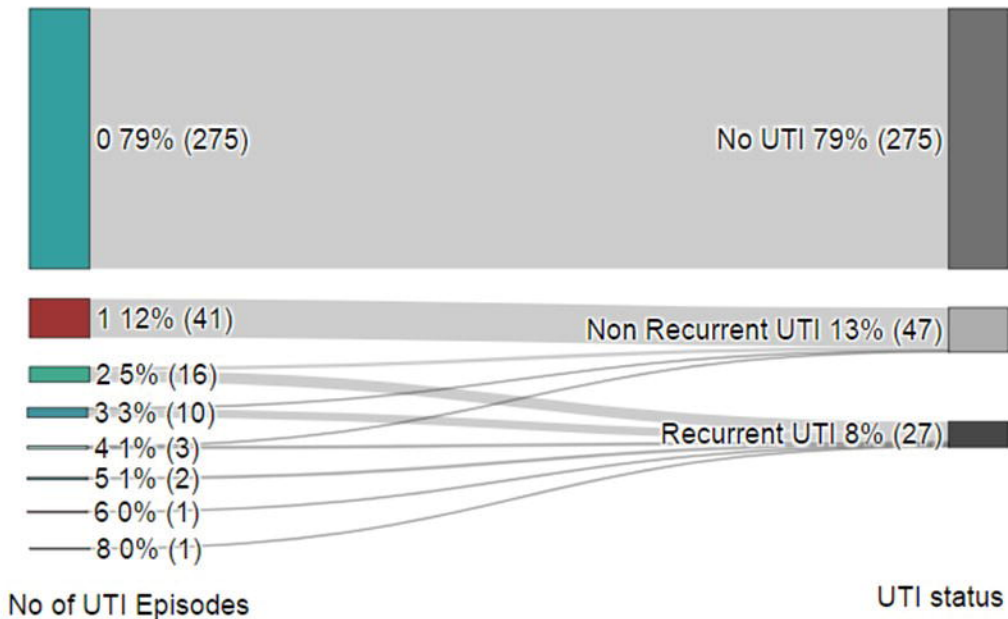 0 79% (275)
No UTI 79% (275)
1 12% (41)
Non Recurrent UTI 13% (47)
2 5% (16)
3 3% (10)
Recurrent UTI 8% (27)
4 1% (3)
5 1% (2)
6 0% (1)
8 0% (1)
No of UTI Episodes
UTI status